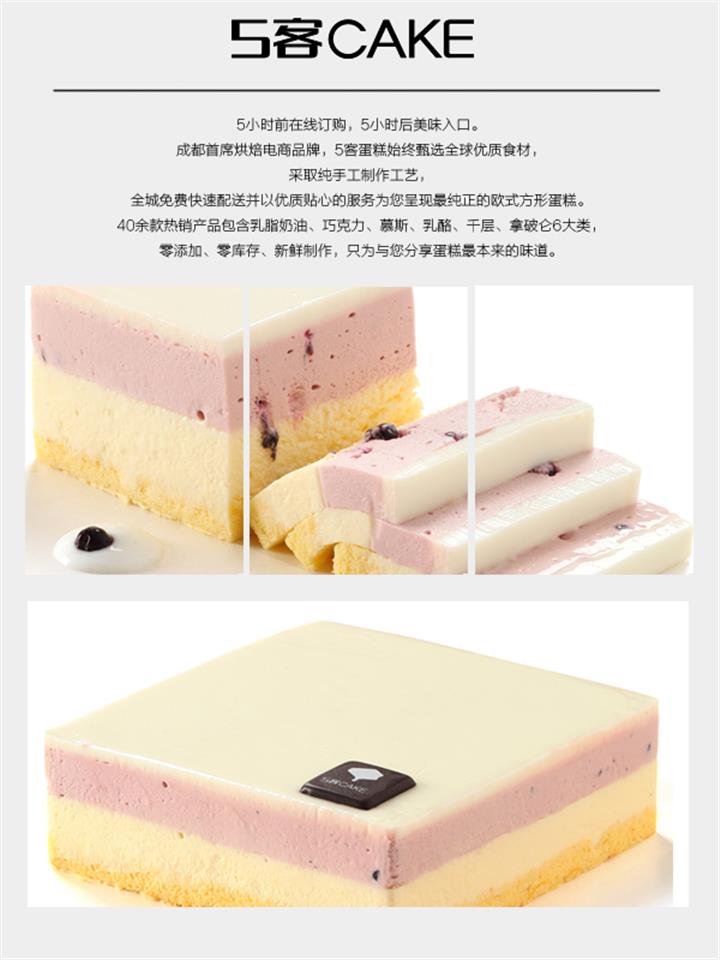 5客CAKE
5小时前在线订购，5小时后美味入口。
成都首席烘焙电商品牌，5客蛋糕始终甄选全球优质食材，
采取纯手工制作工艺，
全城免费快速配送并以优质贴心的服务为您呈现最纯正的欧式方形蛋糕。
40余款热销产品包含乳脂奶油、巧克力、慕斯、乳酪、千层、拿破仑6大类，
零添加、零库存、新鲜制作，只为与您分享蛋糕最本来的味道。
5客CAKE